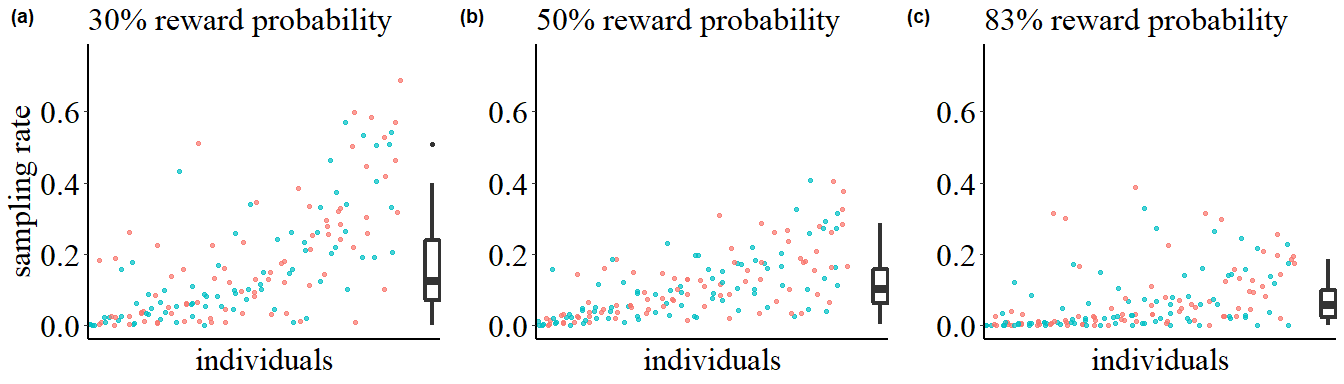 (a) 30% reward probability
(b) 50% reward probability
(c) 83% reward probability
sampling rate
0.6
0.4
0.2
0.0
individuals
0.6
0.4
0.2
0.0
individuals
0.6
0.4
0.2
0.0
individuals